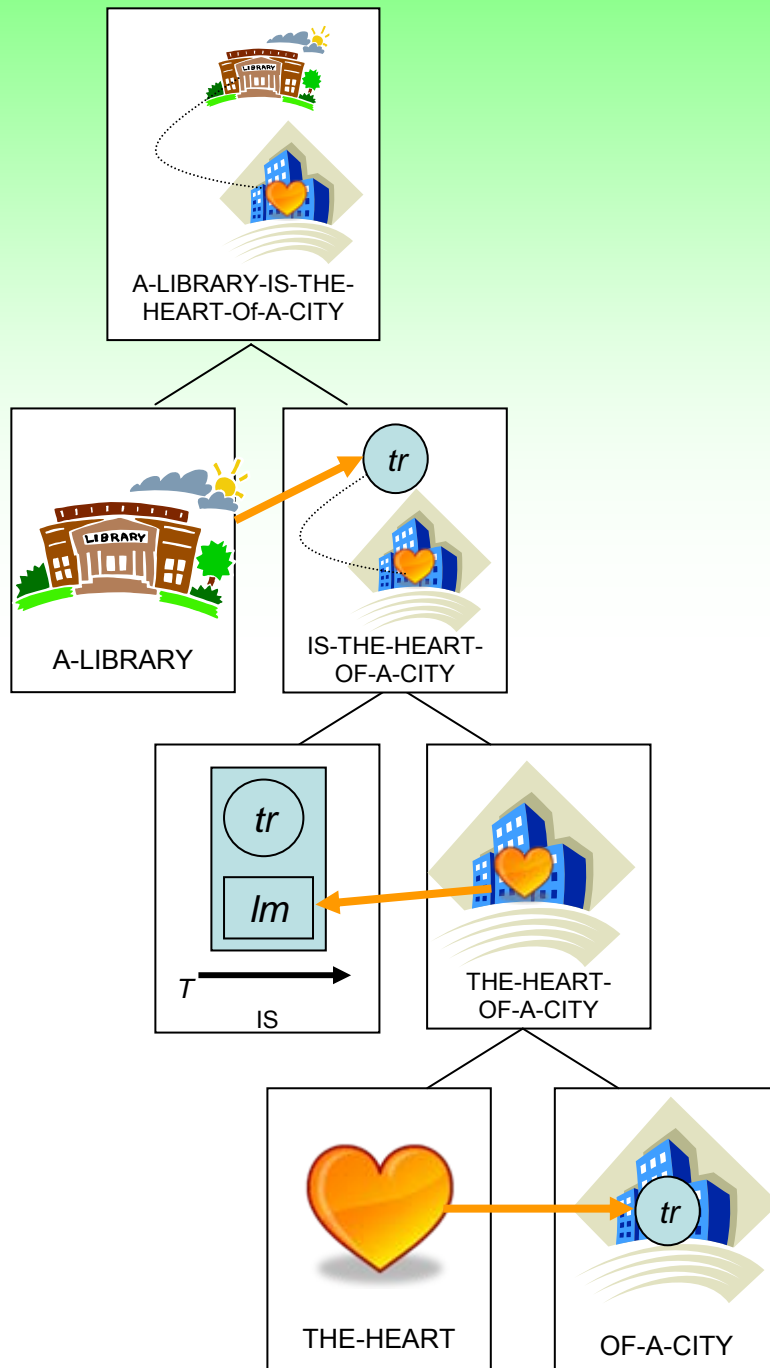 LIBRARY
A-LIBRARY-IS-THE-
HEART-Of-A-CITY
LIBRARY
A-LIBRARY
tr
IS-THE-HEART-
OF-A-CITY
tr
lm
T
IS
THE-HEART-
OF-A-CITY
THE-HEART
tr
OF-A-CITY